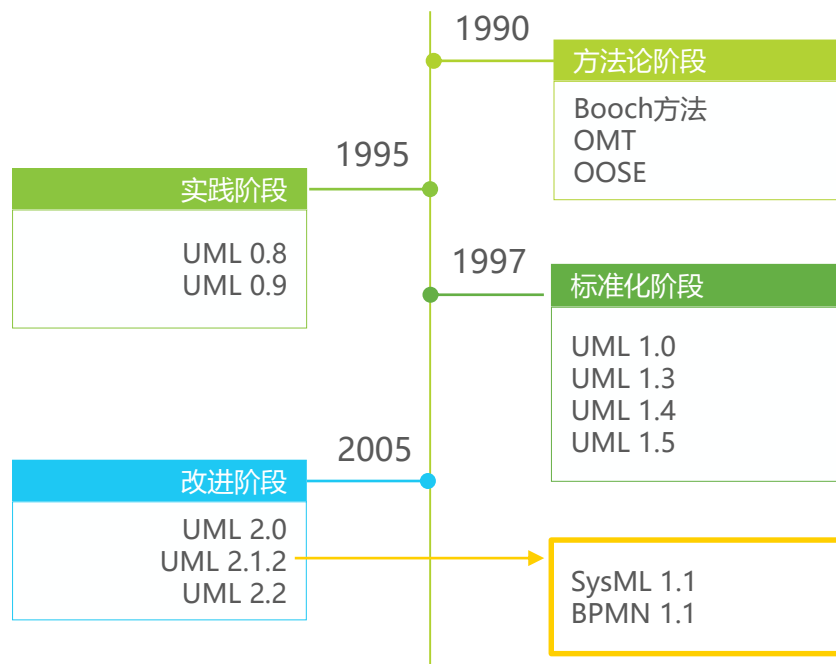 1990
方法论阶段
Booch方法
OMT
OOSE
1995
实践阶段
UML 0.8
UML 0.9
1997
标准化阶段
UML 1.0
UML 1.3
UML 1.4
UML 1.5
2005
改进阶段
UML 2.0
UML 2.1.2
UML 2.2
SysML 1.1
BPMN 1.1